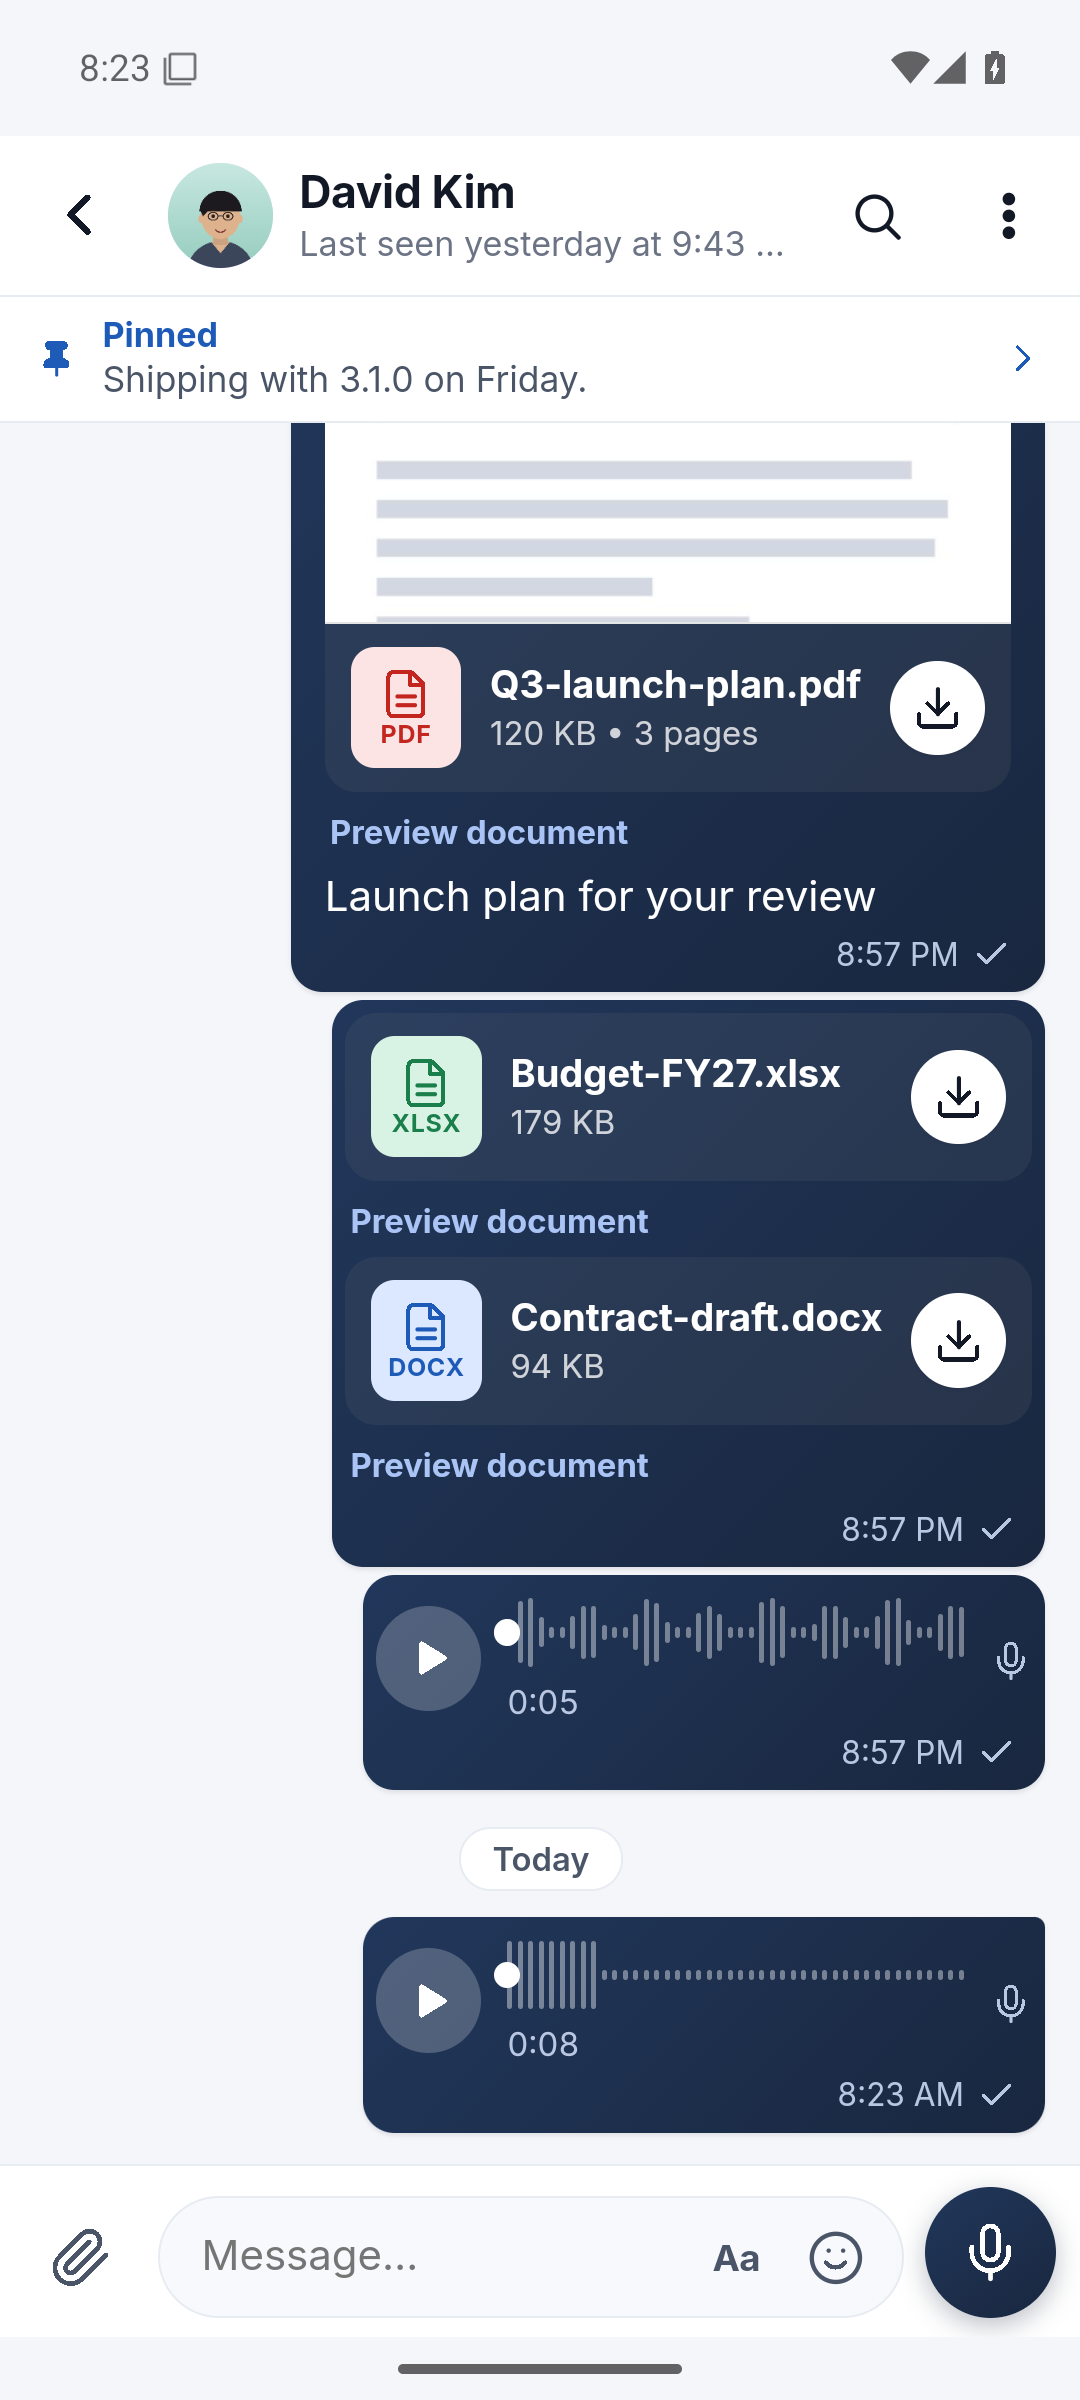 8:23
David Kim
Last seen yesterday at 9:43 ...
Pinned
Shipping with 3.1.0 on Friday.
PDF
Q3-launch-plan.pdf
120 KB • 3 pages
Preview document
Launch plan for your review
8:57 PM
XLSX
Budget-FY27.xlsx
179 KB
Preview document
DOCX
Contract-draft.docx
94 KB
Preview document
8:57 PM
0:05
8:57 PM
Today
0:08
8:23 AM
Message...
Aa